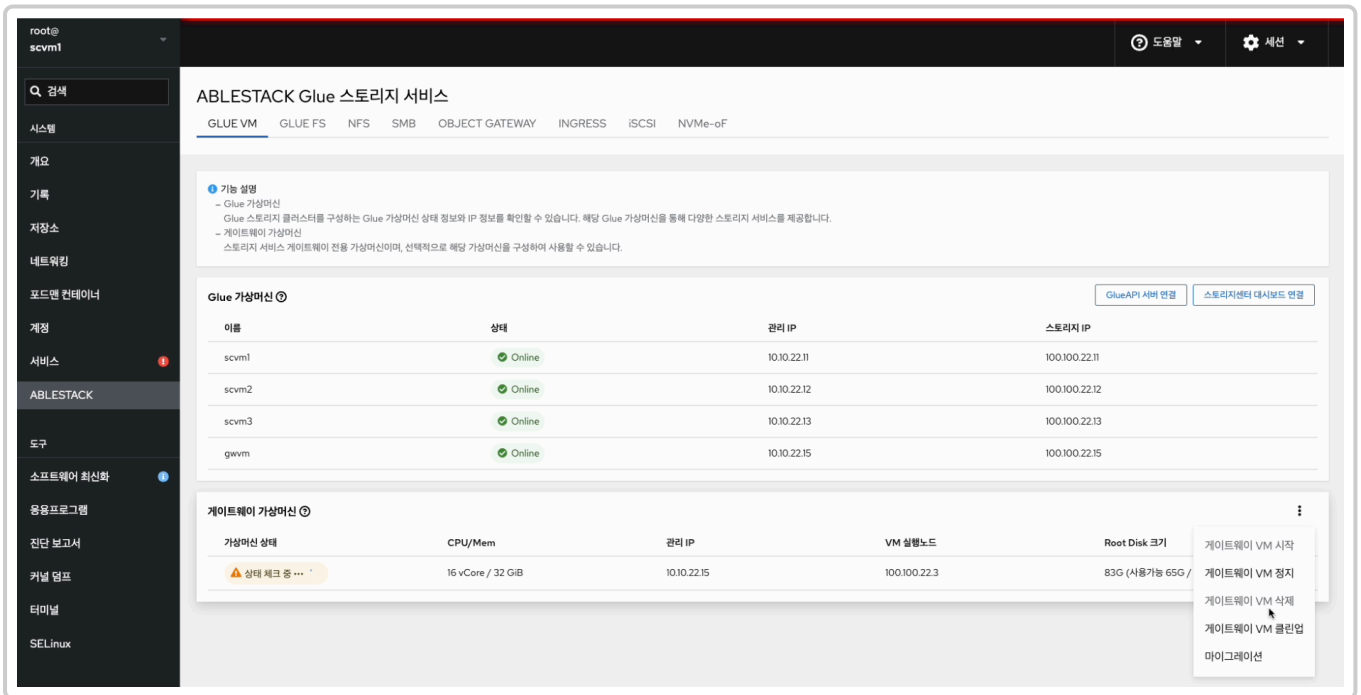 root@
scvm1
도움말
세션
검색
시스템
개요
기록
저장소
네트워킹
포드맨 컨테이너
계정
서비스
ABLESTACK
도구
소프트웨어 최신화
응용프로그램
진단 보고서
커널 덤프
터미널
SELinux
ABLESTACK Glue 스토리지 서비스
GLUE VM GLUE FS NFS SMB OBJECT GATEWAY INGRESS iSCSI NVMe-oF
기능 설명
– Glue 가상머신
Glue 스토리지 클러스터를 구성하는 Glue 가상머신 상태 정보와 IP 정보를 확인할 수 있습니다. 해당 Glue 가상머신을 통해 다양한 스토리지 서비스를 제공합니다.
– 게이트웨이 가상머신
스토리지 서비스 게이트웨이 전용 가상머신이며, 선택적으로 해당 가상머신을 구성하여 사용할 수 있습니다.
Glue 가상머신
GlueAPI 서버 연결 스토리지센터 대시보드 연결
이름 상태 관리 IP 스토리지 IP
scvm1 Online 10.10.22.11 100.100.22.11
scvm2 Online 10.10.22.12 100.100.22.12
scvm3 Online 10.10.22.13 100.100.22.13
gwvm Online 10.10.22.15 100.100.22.15
게이트웨이 가상머신
가상머신 상태 CPU/Mem 관리 IP VM 실행노드 Root Disk 크기
상태 체크 중 ••• 16 vCore / 32 GiB 10.10.22.15 100.100.22.3 83G (사용가능 65G /
게이트웨이 VM 시작
게이트웨이 VM 정지
게이트웨이 VM 삭제
게이트웨이 VM 클린업
마이그레이션